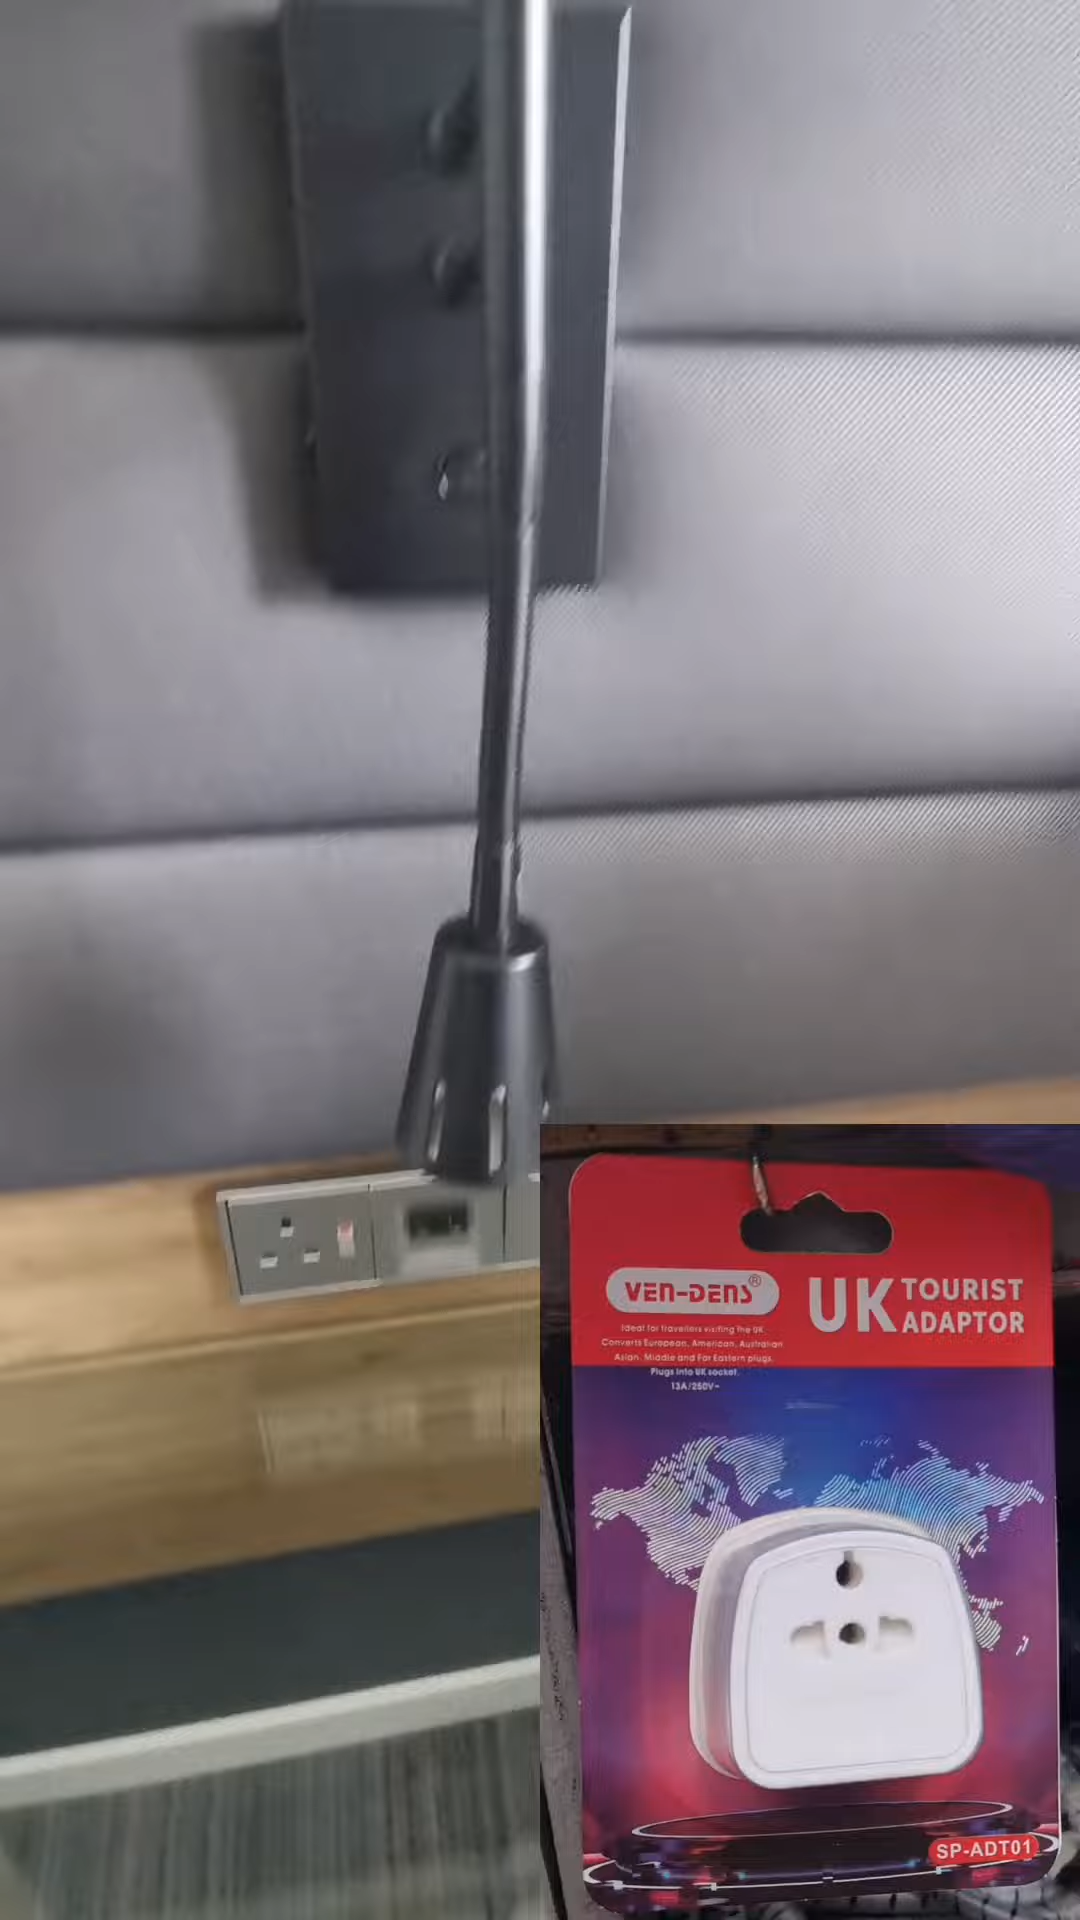 VEN-DENS®
UK TOURIST
ADAPTOR
Ideal for travellers visiting the UK.
Converts European, American, Australian
Asian, Middle and Far Eastern plugs.
Plugs into UK socket.
13A/250V~
SP-ADT01